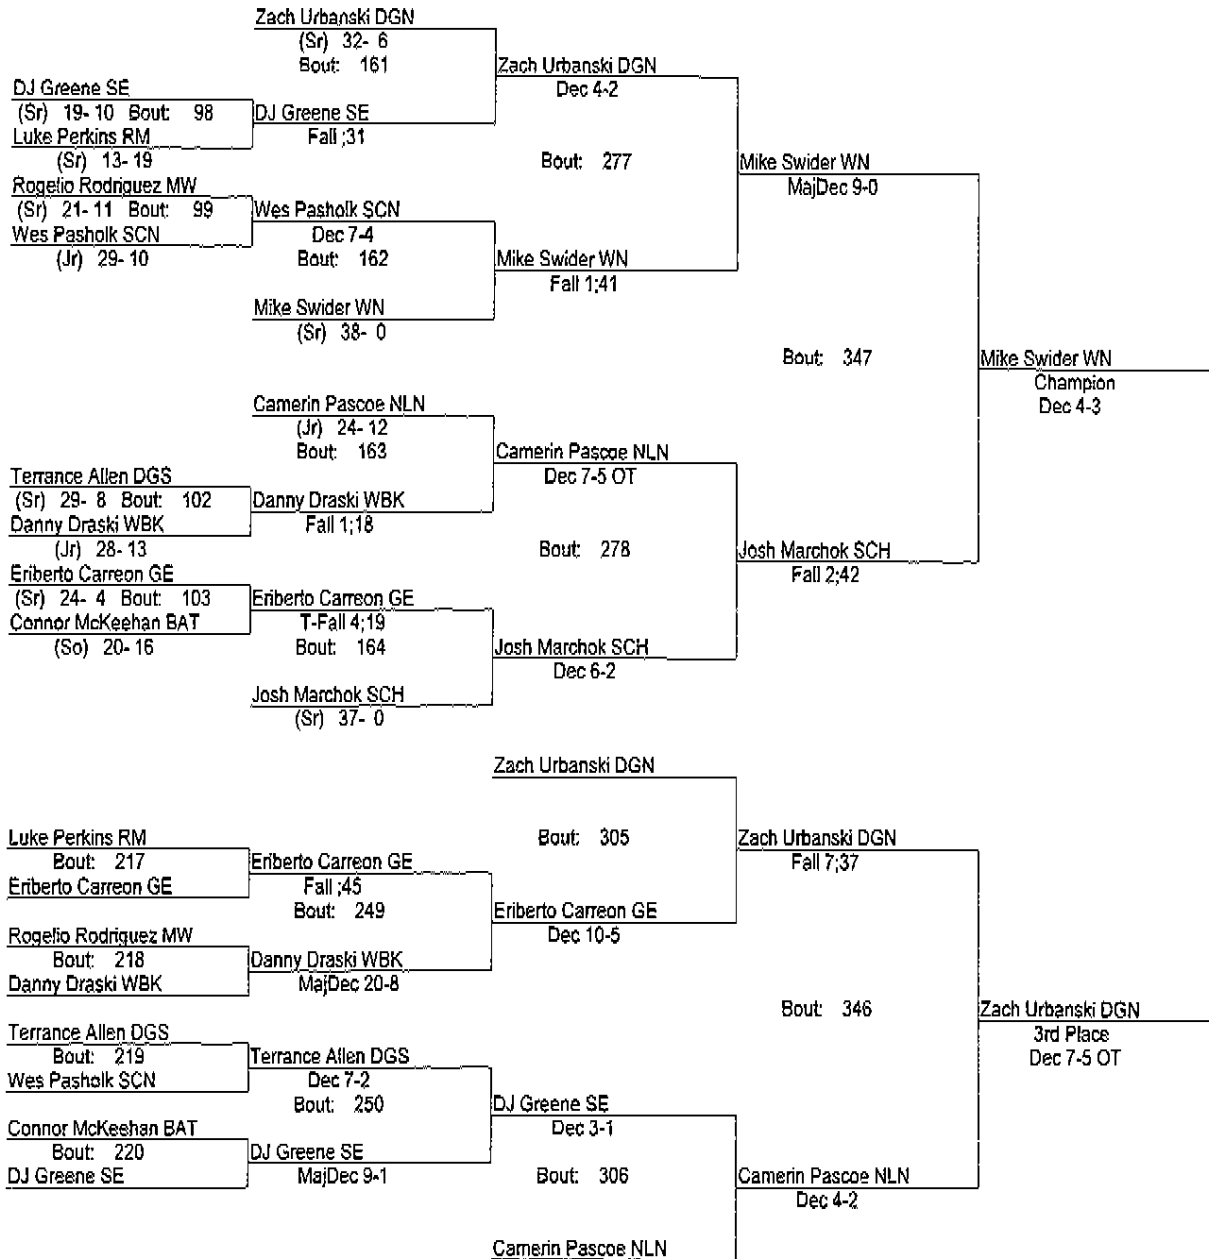 Zach Urbanski DGN
(Sr) 32- 6
Bout: 161
Zach Urbanski DGN
Dec 4-2
DJ Greene SE
(Sr) 19- 10 Bout: 98
DJ Greene SE
Fall ;31
Luke Perkins RM
(Sr) 13- 19
Bout: 277
Mike Swider WN
MajDec 9-0
Rogelio Rodriguez MW
(Sr) 21- 11 Bout: 99
Wes Pasholk SCN
Dec 7-4
Wes Pasholk SCN
(Jr) 29- 10
Bout: 162
Mike Swider WN
Fall 1;41
Mike Swider WN
(Sr) 38- 0
Bout: 347
Mike Swider WN
Champion
Dec 4-3
Camerin Pascoe NLN
(Jr) 24- 12
Bout: 163
Camerin Pascoe NLN
Dec 7-5 OT
Terrance Allen DGS
(Sr) 29- 8 Bout: 102
Danny Draski WBK
Fall 1;18
Danny Draski WBK
(Jr) 28- 13
Bout: 278
Josh Marchok SCH
Fall 2;42
Eriberto Carreon GE
(Sr) 24- 4 Bout: 103
Eriberto Carreon GE
T-Fall 4;19
Connor McKeehan BAT
(So) 20- 16
Bout: 164
Josh Marchok SCH
Dec 6-2
Josh Marchok SCH
(Sr) 37- 0
Zach Urbanski DGN
Luke Perkins RM
Bout: 217
Bout: 305
Zach Urbanski DGN
Fall 7;37
Eriberto Carreon GE
Fall ;45
Eriberto Carreon GE
Bout: 249
Eriberto Carreon GE
Dec 10-5
Rogelio Rodriguez MW
Bout: 218
Danny Draski WBK
MajDec 20-8
Danny Draski WBK
Bout: 346
Zach Urbanski DGN
3rd Place
Dec 7-5 OT
Terrance Allen DGS
Bout: 219
Terrance Allen DGS
Dec 7-2
Wes Pasholk SCN
Bout: 250
DJ Greene SE
Dec 3-1
Connor McKeehan BAT
Bout: 220
DJ Greene SE
MajDec 9-1
DJ Greene SE
Bout: 306
Camerin Pascoe NLN
Dec 4-2
Camerin Pascoe NLN